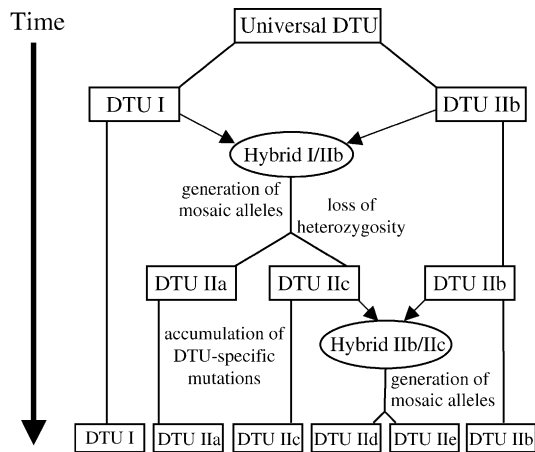 Time
Universal DTU
DTU I
DTU IIb
Hybrid I/IIb
generation of
mosaic alleles
loss of
heterozygosity
DTU IIa
DTU IIc
DTU IIb
accumulation of
DTU-specific
mutations
Hybrid IIb/IIc
generation of
mosaic alleles
DTU I
DTU IIa
DTU IIc
DTU IId
DTU IIe
DTU IIb